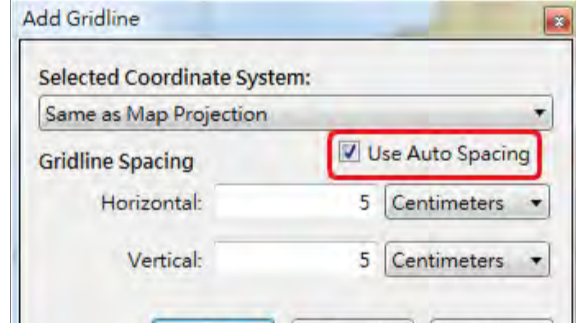 Add Gridline
Selected Coordinate System:
Same as Map Projection
Use Auto Spacing
Gridline Spacing
Horizontal: 5 Centimeters
Vertical: 5 Centimeters